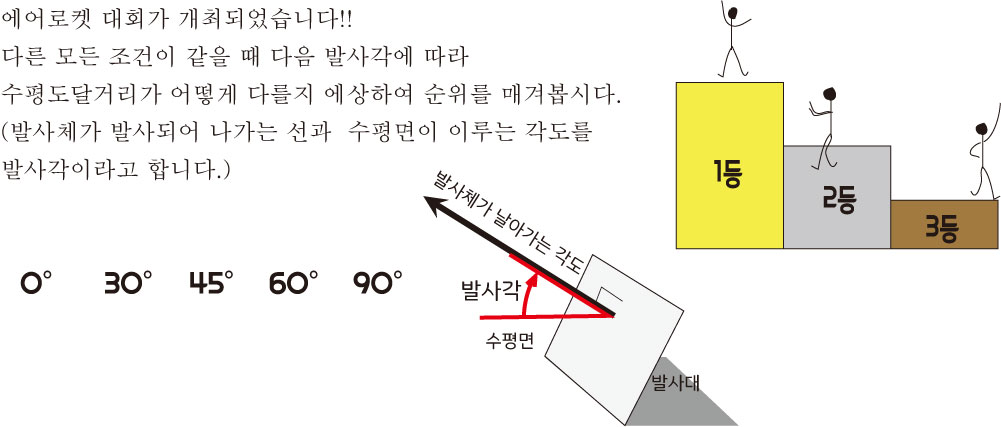 에어로켓 대회가 개최되었습니다!!
다른 모든 조건이 같을 때 다음 발사각에 따라
수평도달거리가 어떻게 다를지 에상하여 순위를 매겨봅시다.
(발사체가 발사되어 나가는 선과 수평면이 이루는 각도를
발사각이라고 합니다.)
1등
2등
3등
0° 30° 45° 60° 90°
발사체가 날아가는 각도
발사각
수평면
발사대